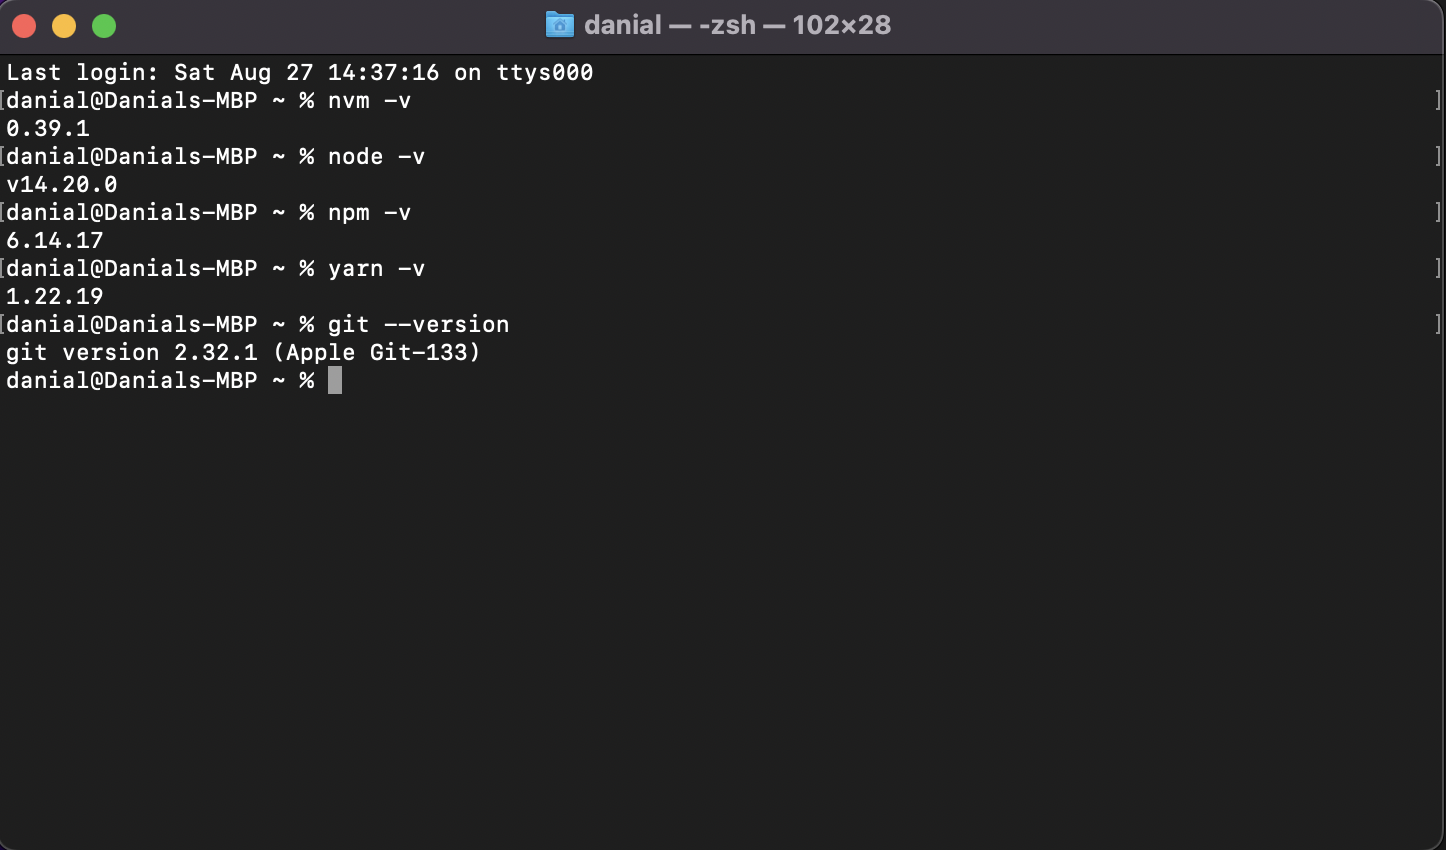 danial — -zsh — 102×28
Last login: Sat Aug 27 14:37:16 on ttys000
[danial@Danials-MBP ~ % nvm -v ]
0.39.1
[danial@Danials-MBP ~ % node -v ]
v14.20.0
[danial@Danials-MBP ~ % npm -v ]
6.14.17
[danial@Danials-MBP ~ % yarn -v ]
1.22.19
[danial@Danials-MBP ~ % git --version ]
git version 2.32.1 (Apple Git-133)
danial@Danials-MBP ~ %